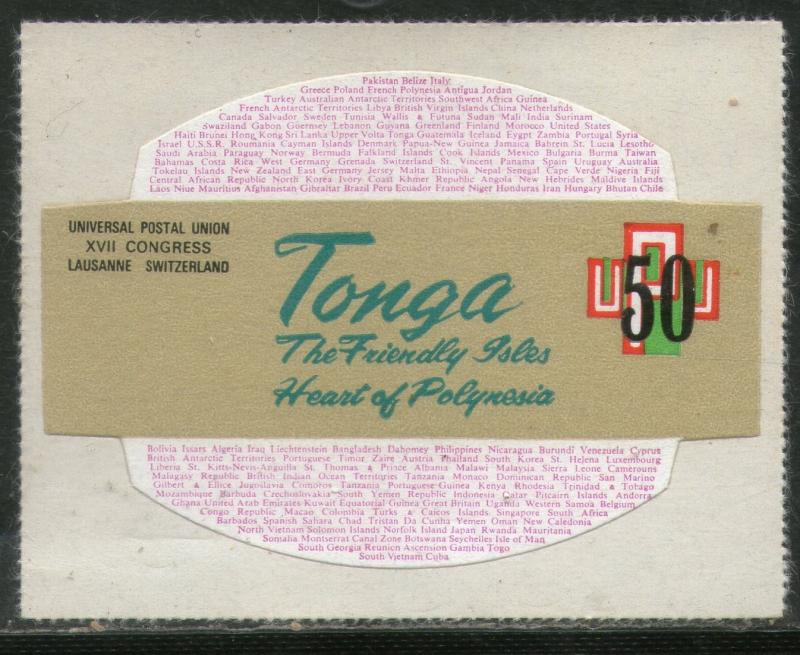 Pakistan Belize Italy
Greece Poland French Polynesia Antigua Jordan
Turkey Australian Antarctic Territories Southwest Africa Guinea
French Antarctic Territories Libya British Virgin Islands China Netherlands
Canada Salvador Sweden Tunisia Wallis & Futuna Sudan Mali India Surinam
Swaziland Gabon Guernsey Lebanon Guyana Greenland Finland Morocco United States
Haiti Brunei Hong Kong Sri Lanka Upper Volta Tonga Guatemala Iceland Eygpt Zambia Portugal Syria
Israel U.S.S.R. Roumania Cayman Islands Denmark Papua-New Guinea Jamaica Bahrein St. Lucia Lesotho
Saudi Arabia Paraguay Norway Bermuda Falkland Islands Cook Islands Mexico Bulgaria Burma Taiwan
Bahamas Costa Rica West Germany Grenada Switzerland St. Vincent Panama Spain Uruguay Australia
Tokelau Islands New Zealand East Germany Jersey Malta Ethiopia Nepal Senegal Cape Verde Nigeria Fiji
Central African Republic North Korea Ivory Coast Khmer Republic Angola New Hebrides Maldive Islands
Laos Niue Mauritius Afghanistan Gibraltar Brazil Peru Ecuador France Niger Honduras Iran Hungary Bhutan Chile
UNIVERSAL POSTAL UNION
XVII CONGRESS
LAUSANNE SWITZERLAND
Tonga
The Friendly Isles
Heart of Polynesia
UPU
50
Bolivia Issars Algeria Iraq Liechtenstein Bangladesh Dahomey Philippines Nicaragua Burundi Venezuela Cyprus
British Antarctic Territories Portuguese Timor Zaire Austria Thailand South Korea St. Helena Luxembourg
Liberia St. Kitts-Nevis-Anguilla St. Thomas & Prince Albania Malawi Malaysia Sierra Leone Camerouns
Malagasy Republic British Indian Ocean Territories Tanzania Monaco Dominican Republic San Marino
Gilbert & Ellice Jugoslavia Comoros Tanzania Portuguese Guinea Kenya Rhodesia Trinidad & Tobago
Mozambique Barbuda Czechoslovakia South Yemen Republic Indonesia Qatar Pitcairn Islands Andorra
Ghana United Arab Emirates Kuwait Equatorial Guinea Great Britain Uganda Western Samoa Belgium
Congo Republic Macao Colombia Turks & Caicos Islands Singapore South Africa
Barbados Spanish Sahara Chad Tristan Da Cunha Yemen Oman New Caledonia
North Vietnam Solomon Islands Norfolk Island Japan Rwanda Mauritania
Somalia Montserrat Canal Zone Botswana Seychelles Isle of Man
South Georgia Reunion Ascension Gambia Togo
South Vietnam Cuba